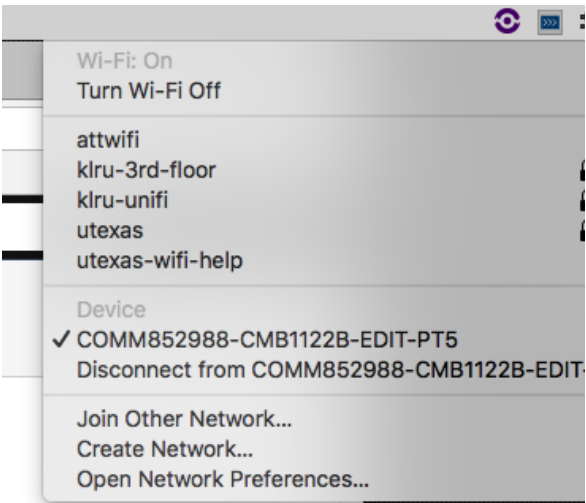 Wi-Fi: On
Turn Wi-Fi Off
attwifi
klru-3rd-floor
klru-unifi
utexas
utexas-wifi-help
Device
✓ COMM852988-CMB1122B-EDIT-PT5
Disconnect from COMM852988-CMB1122B-EDIT-
Join Other Network...
Create Network...
Open Network Preferences...